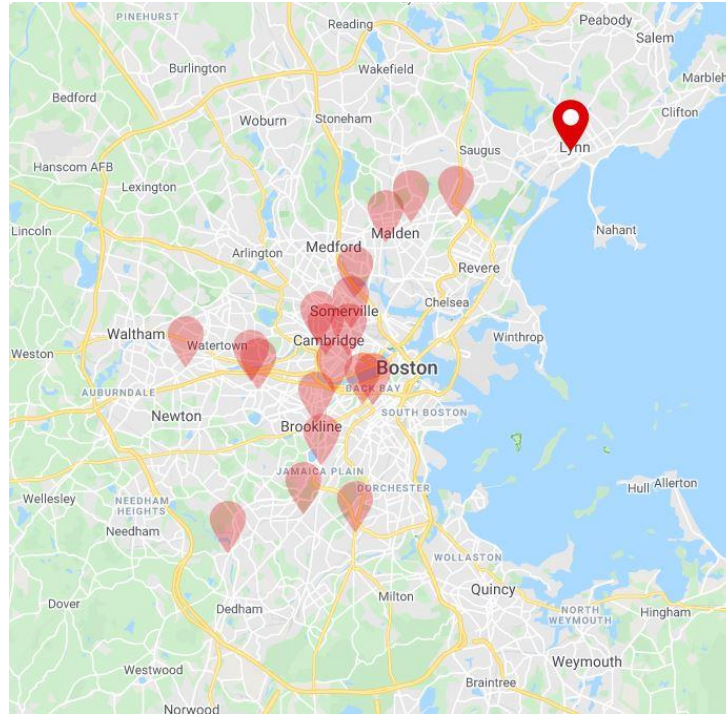 PINEHURST
Peabody
Reading
Salem
Burlington
Wakefield
Marbleh
Bedford
Clifton
Woburn
Stoneham
Lynn
Saugus
Hanscom AFB
Lexington
Lincoln
Malden
Nahant
Medford
Arlington
Revere
Chelsea
Somerville
Waltham
Winthrop
Watertown
Cambridge
Weston
Boston
BACK BAY
AUBURNDALE
Newton
SOUTH BOSTON
Brookline
JAMAICA PLAIN
Wellesley
DORCHESTER
Hull
Allerton
NEEDHAM
HEIGHTS
Needham
WOLLASTON
Quincy
Dover
Dedham
Milton
NORTH
WEYMOUTH
Hingham
Westwood
Weymouth
Braintree
Norwood